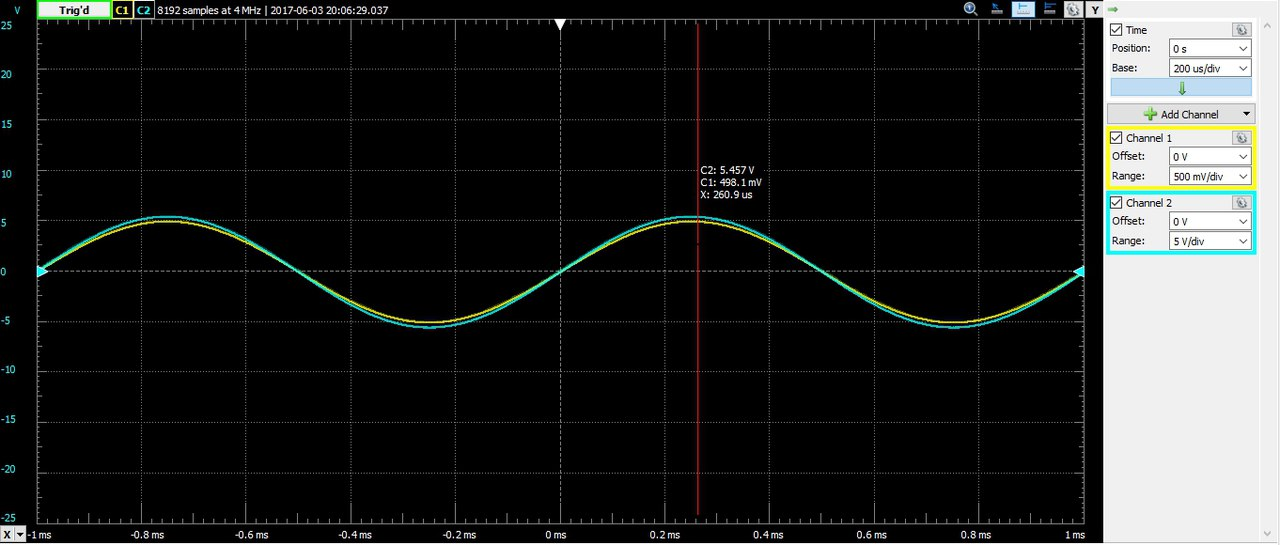 V Trig'd C1 C2 8192 samples at 4 MHz | 2017-06-03 20:06:29.037 Y
25
20
15
10
5
0
-5
-10
-15
-20
-25
C2: 5.457 V
C1: 498.1 mV
X: 260.9 us
X -1 ms -0.8 ms -0.6 ms -0.4 ms -0.2 ms 0 ms 0.2 ms 0.4 ms 0.6 ms 0.8 ms 1 ms
Time
Position: 0 s
Base: 200 us/div
Add Channel
Channel 1
Offset: 0 V
Range: 500 mV/div
Channel 2
Offset: 0 V
Range: 5 V/div